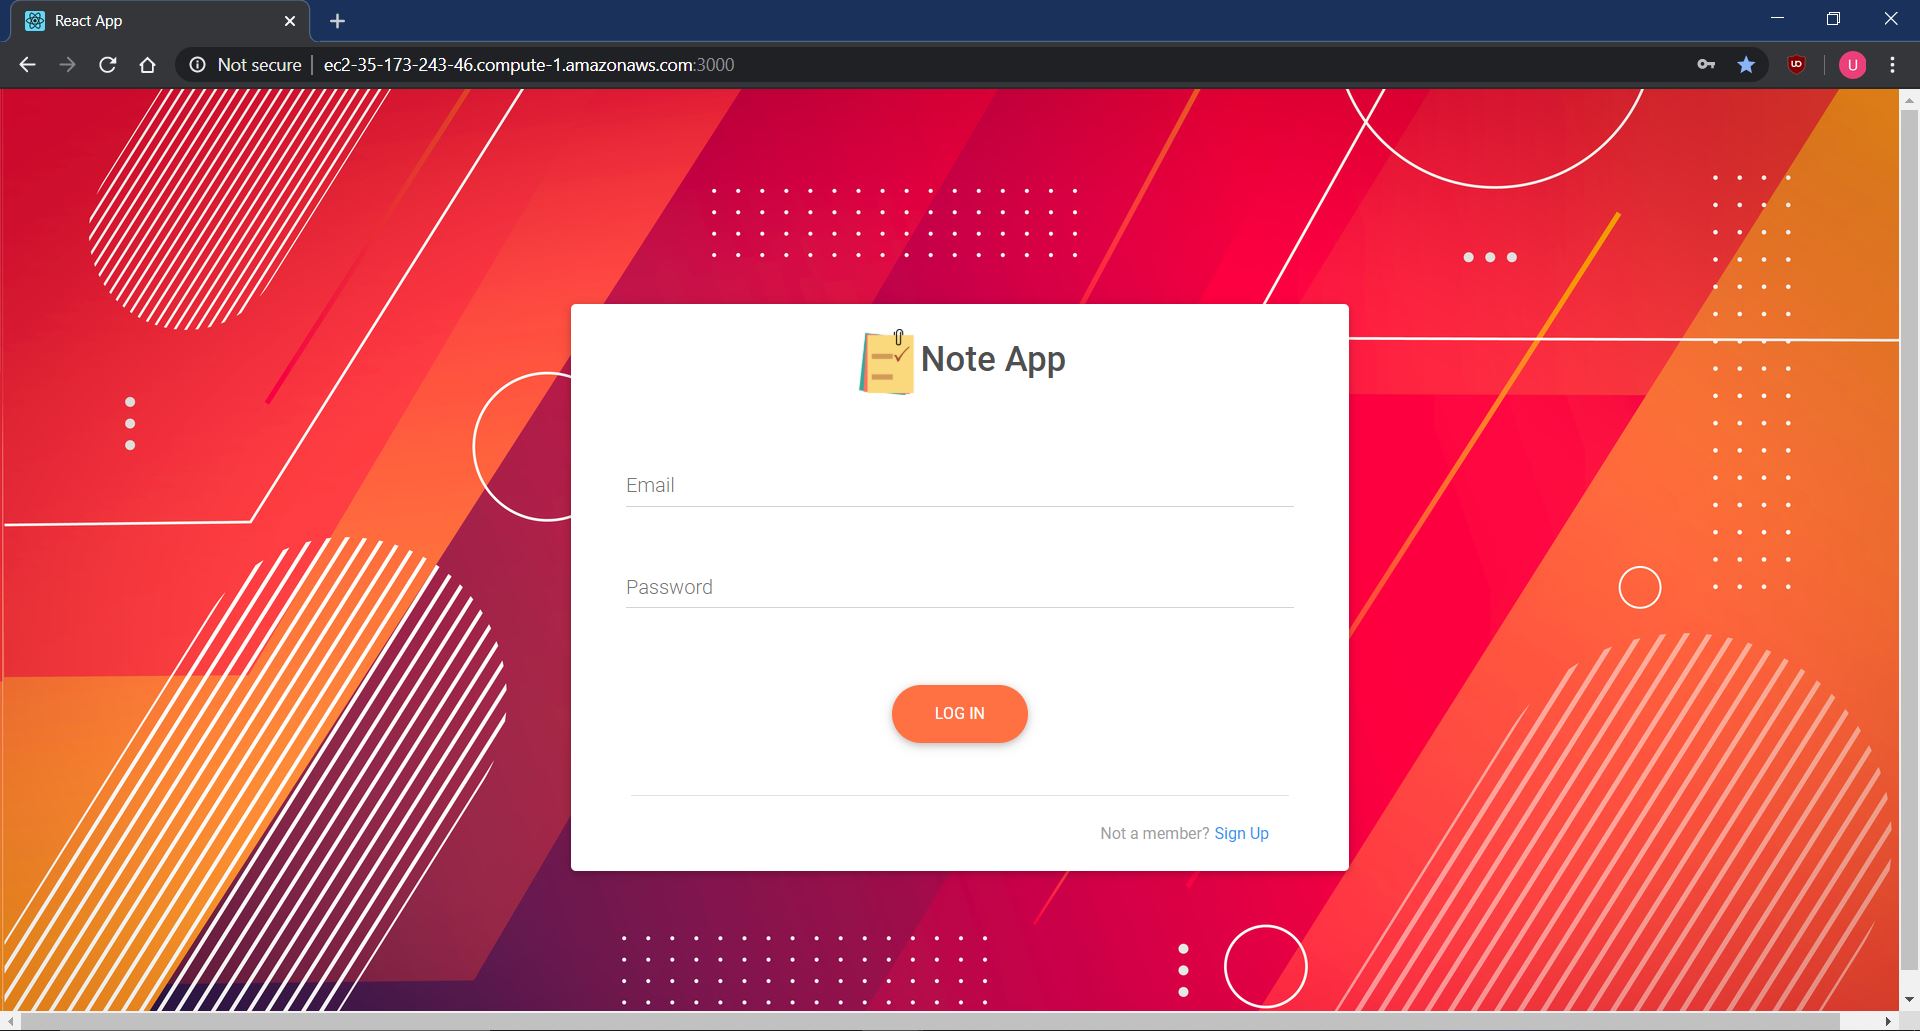 React App
Not secure
ec2-35-173-243-46.compute-1.amazonaws.com:3000
U
Note App
Email
Password
LOG IN
Not a member? Sign Up